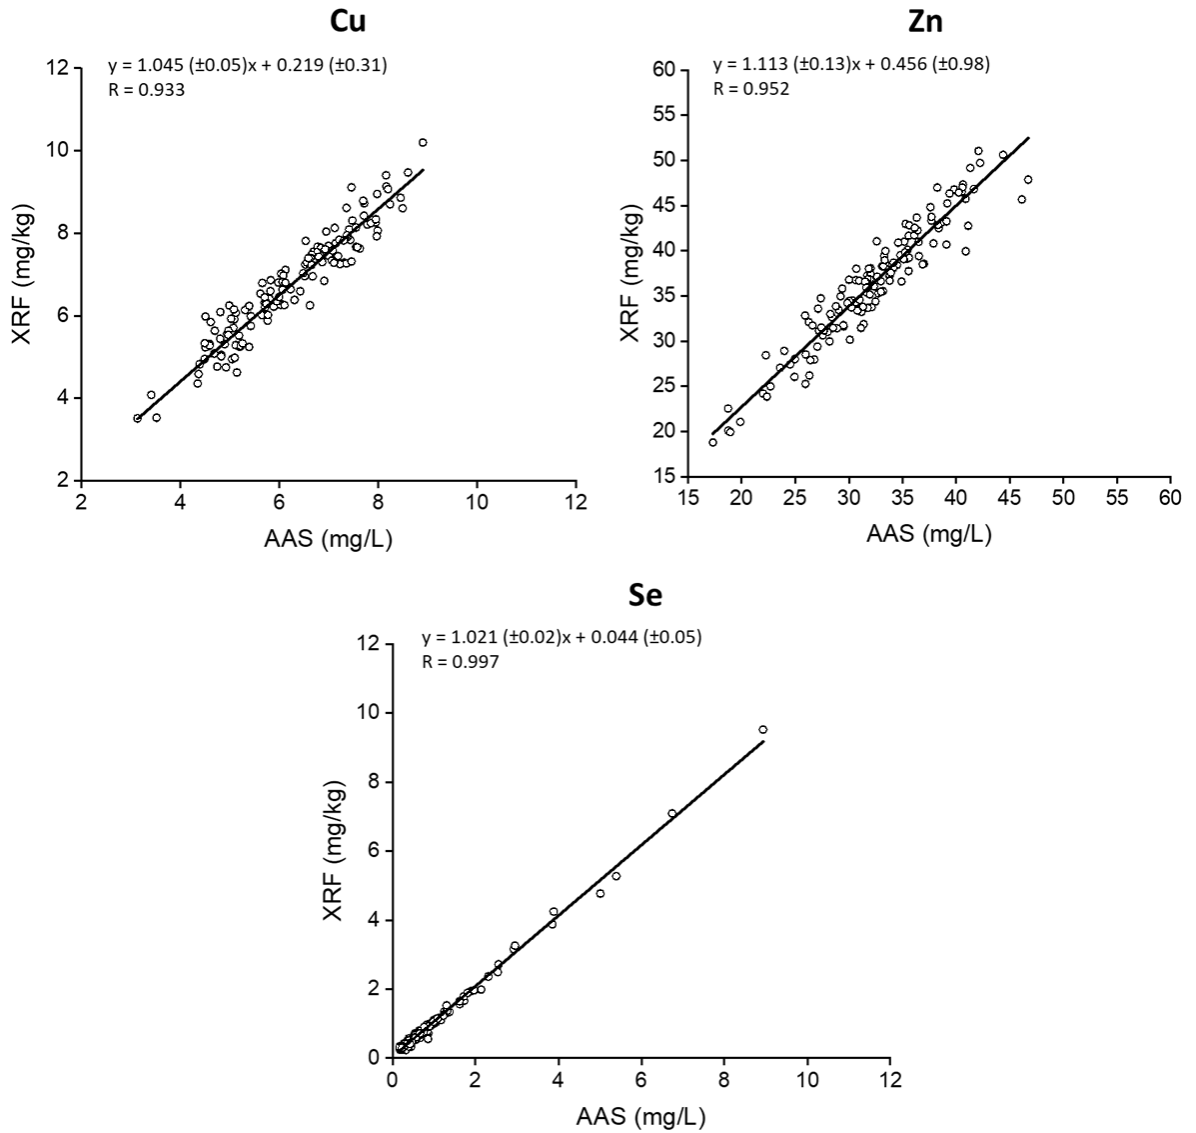 Cu
y = 1.045 (±0.05)x + 0.219 (±0.31)
R = 0.933
12
10
8
6
4
2
XRF (mg/kg)
2 4 6 8 10 12
AAS (mg/L)
Zn
y = 1.113 (±0.13)x + 0.456 (±0.98)
R = 0.952
60
55
50
45
40
35
30
25
20
15
XRF (mg/kg)
15 20 25 30 35 40 45 50 55 60
AAS (mg/L)
Se
y = 1.021 (±0.02)x + 0.044 (±0.05)
R = 0.997
12
10
8
6
4
2
0
XRF (mg/kg)
0 2 4 6 8 10 12
AAS (mg/L)